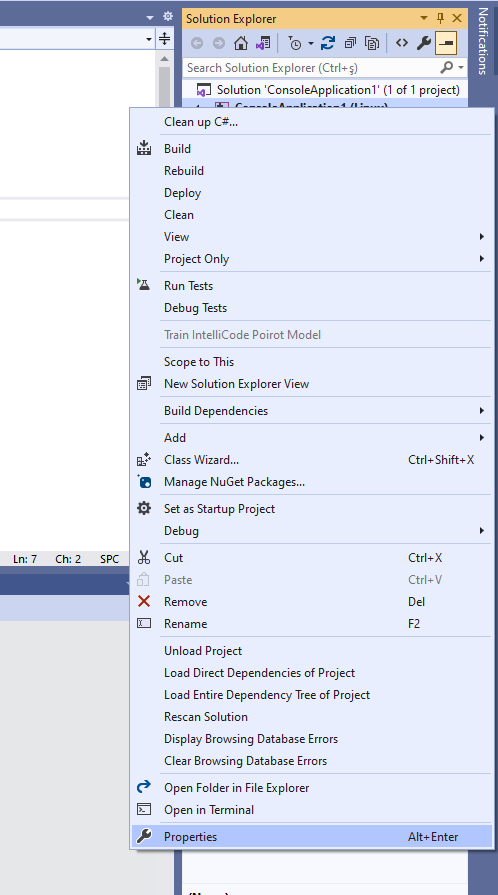 Solution Explorer
Notifications
Search Solution Explorer (Ctrl+ş)
Solution 'ConsoleApplication1' (1 of 1 project)
ConsoleApplication1 (Linux)
Clean up C#...
Build
Rebuild
Deploy
Clean
View
Project Only
Run Tests
Debug Tests
Train IntelliCode Poirot Model
Scope to This
New Solution Explorer View
Build Dependencies
Add
Class Wizard... Ctrl+Shift+X
Manage NuGet Packages...
Set as Startup Project
Debug
Ln: 7 Ch: 2 SPC
Cut Ctrl+X
Paste Ctrl+V
Remove Del
Rename F2
Unload Project
Load Direct Dependencies of Project
Load Entire Dependency Tree of Project
Rescan Solution
Display Browsing Database Errors
Clear Browsing Database Errors
Open Folder in File Explorer
Open in Terminal
Properties Alt+Enter